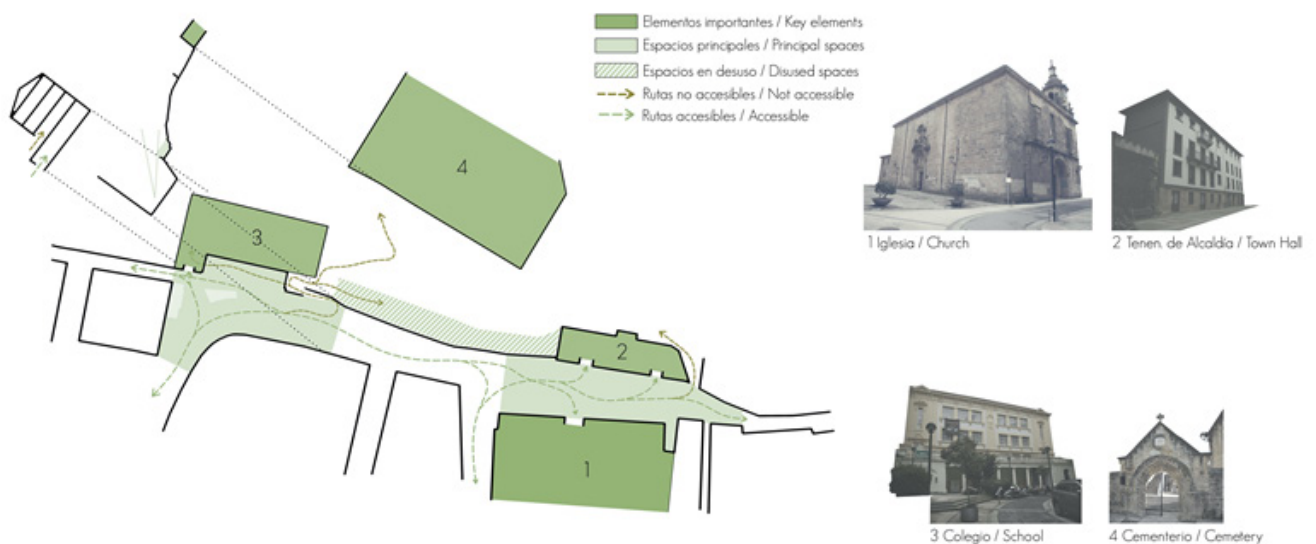 Elementos importantes / Key elements
Espacios principales / Principal spaces
Espacios en desuso / Disused spaces
Rutas no accesibles / Not accessible
Rutas accesibles / Accessible
4
3
2
1
1 Iglesia / Church
2 Tenen. de Alcaldía / Town Hall
3 Colegio / School
4 Cementerio / Cemetery